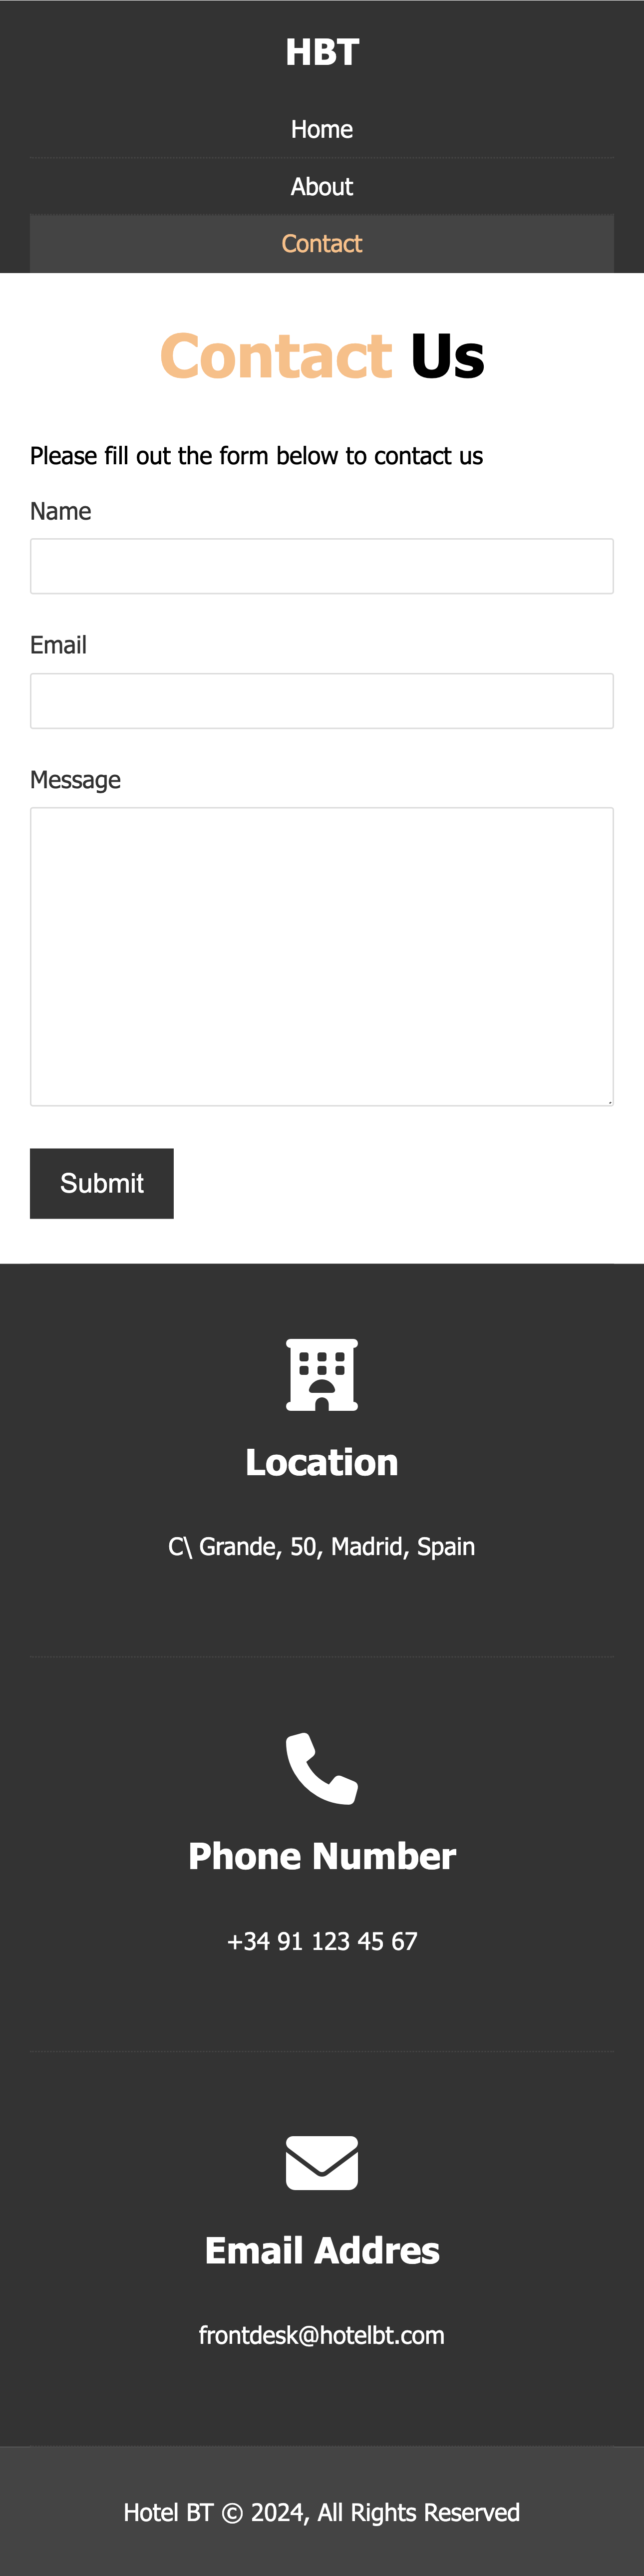 HBT
Home
About
Contact
Contact Us
Please fill out the form below to contact us
Name
Email
Message
Submit
Location
C\ Grande, 50, Madrid, Spain
Phone Number
+34 91 123 45 67
Email Addres
frontdesk@hotelbt.com
Hotel BT © 2024, All Rights Reserved